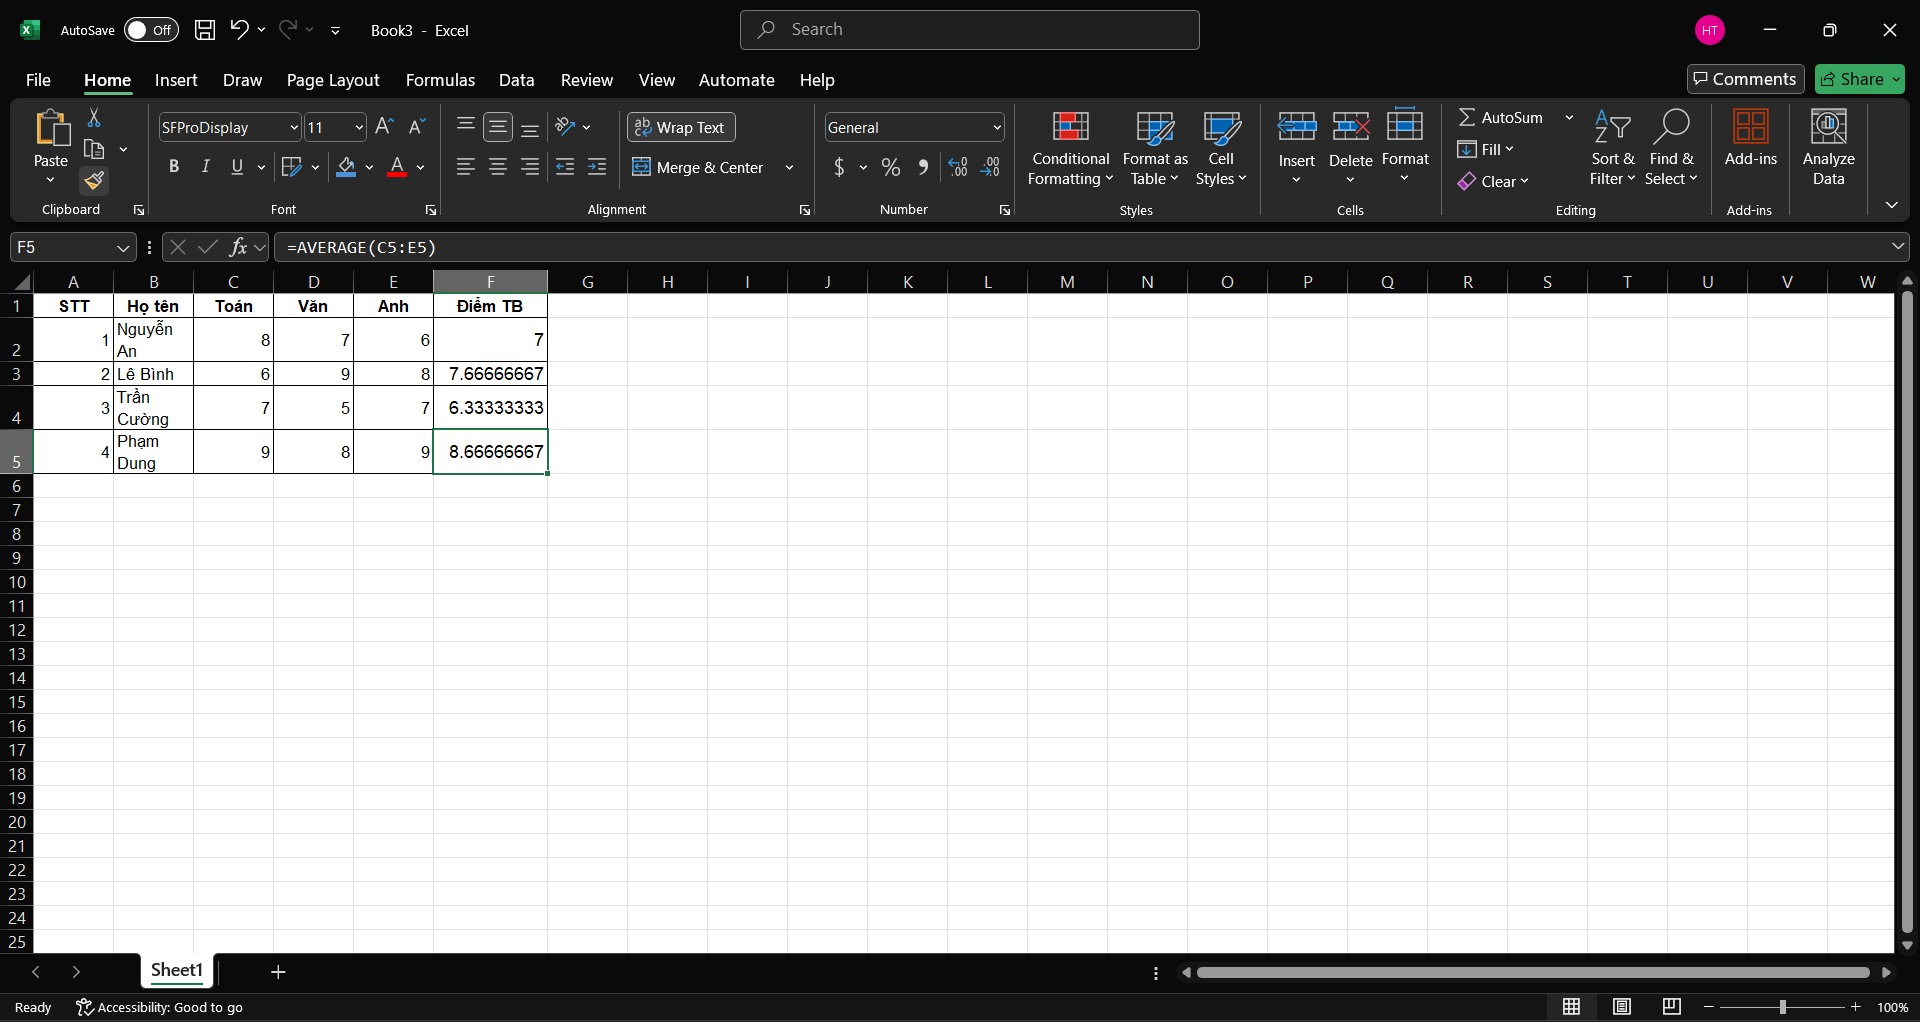 AutoSave Off Book3 - Excel Search HT
File Home Insert Draw Page Layout Formulas Data Review View Automate Help Comments Share
Paste
Clipboard
SFProDisplay 11
B I U A
Font
ab Wrap Text
Merge & Center
Alignment
General
$ % 9 .00 .00
Number
Conditional Formatting
Format as Table
Cell Styles
Styles
Insert Delete Format
Cells
AutoSum
Fill
Clear
Sort & Filter
Find & Select
Editing
Add-ins
Add-ins
Analyze Data
F5 fx =AVERAGE(C5:E5)
A B C D E F G H I J K L M N O P Q R S T U V W
1 STT Họ tên Toán Văn Anh Điểm TB
2 1 Nguyễn An 8 7 6 7
3 2 Lê Bình 6 9 8 7.66666667
4 3 Trần Cường 7 5 7 6.33333333
5 4 Phạm Dung 9 8 9 8.66666667
6
7
8
9
10
11
12
13
14
15
16
17
18
19
20
21
22
23
24
25
Sheet1
Ready Accessibility: Good to go 100%